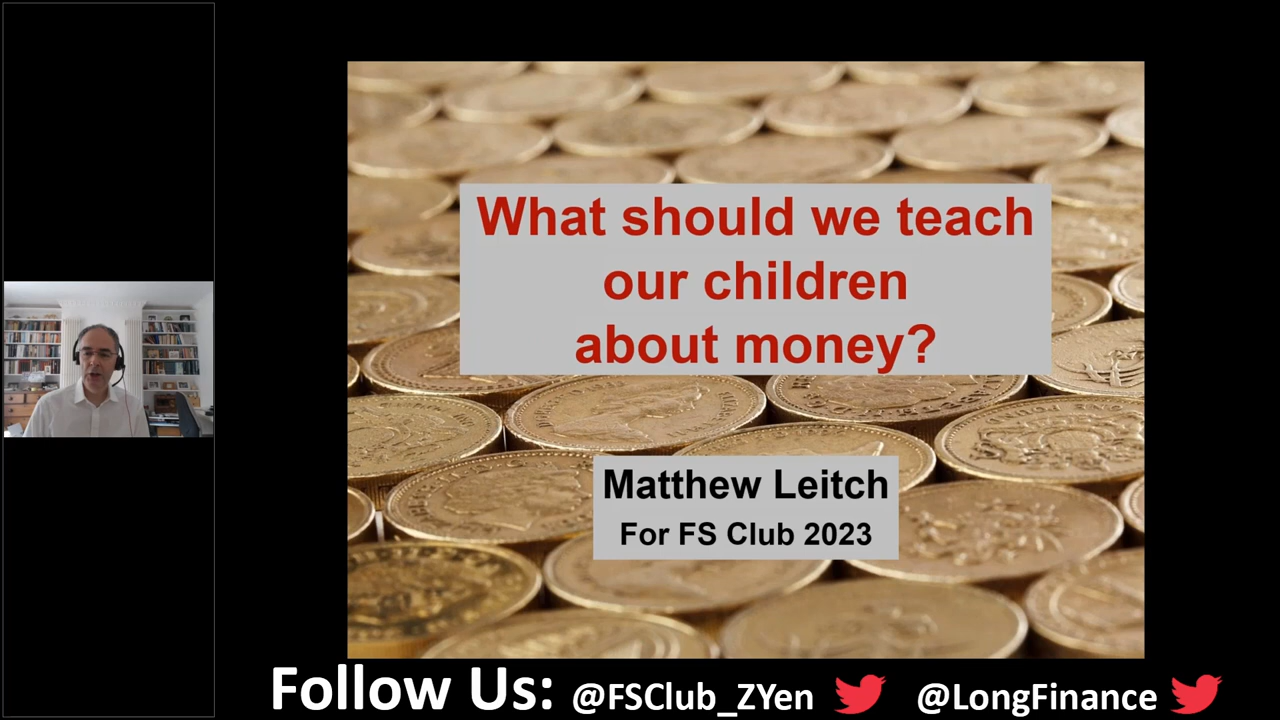 What should we teach
our children
about money?
Matthew Leitch
For FS Club 2023
Follow Us: @FSClub_ZYen @LongFinance